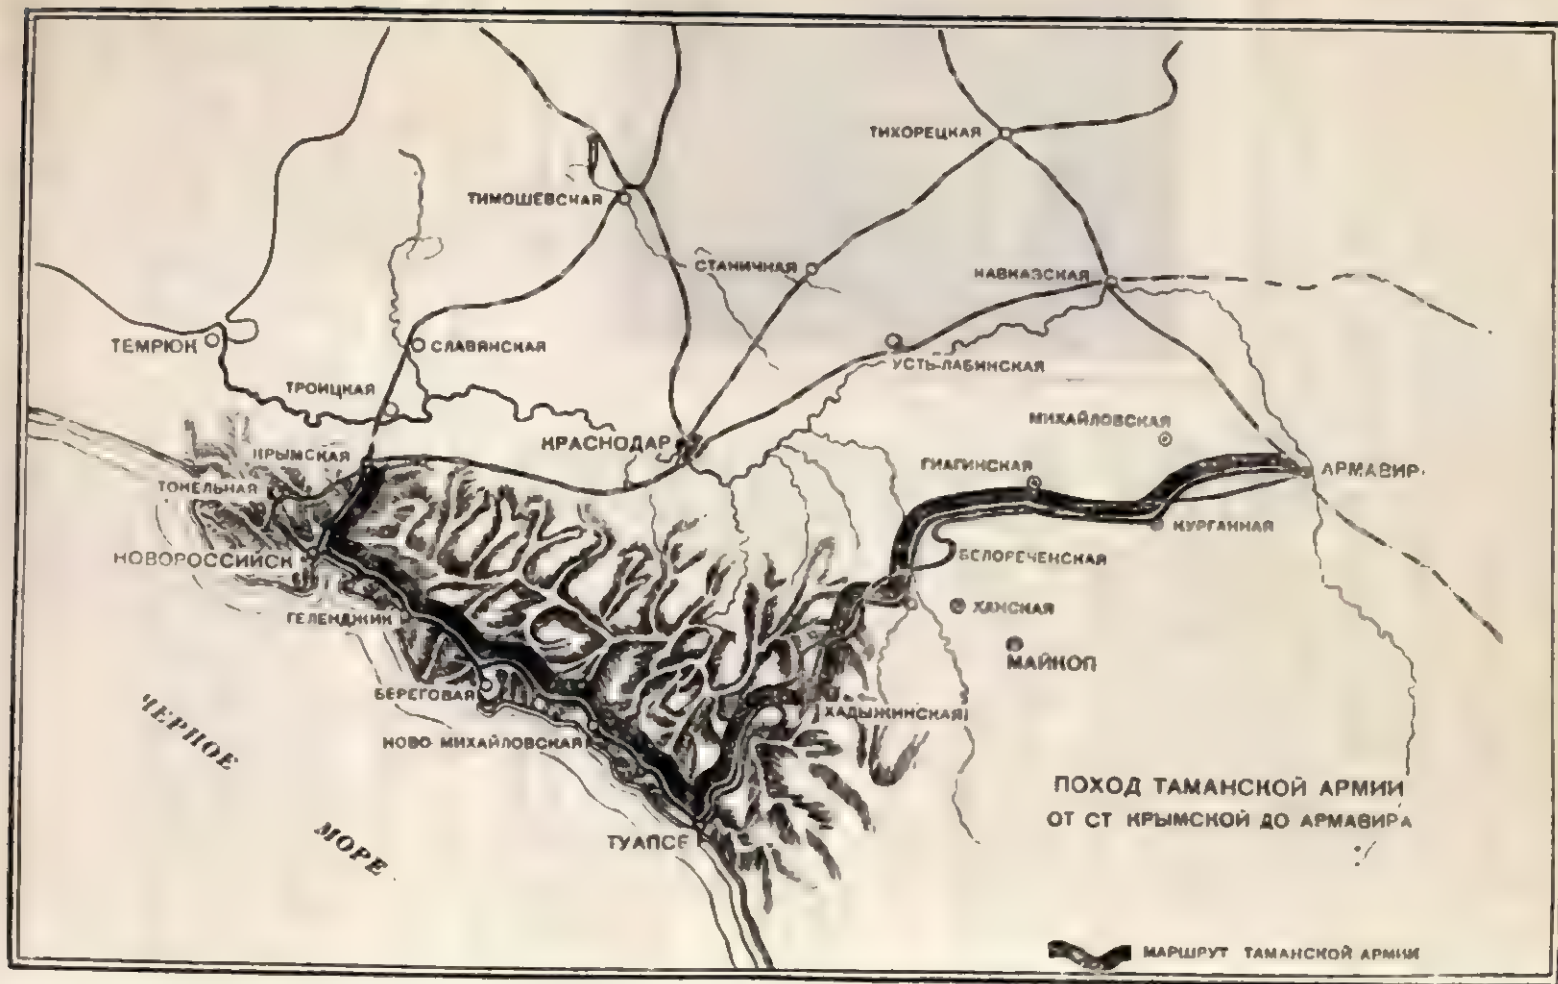 ТИХОРЕЦКАЯ
ТИМОШЕВСКАЯ
СТАНИЧНАЯ
КАВКАЗСКАЯ
ТЕМРЮК
СЛАВЯНСКАЯ
УСТЬ-ЛАБИНСКАЯ
ТРОИЦКАЯ
МИХАЙЛОВСКАЯ
КРАСНОДАР
КРЫМСКАЯ
ГИАГИНСКАЯ
АРМАВИР
ТОНЕЛЬНАЯ
КУРГАННАЯ
НОВОРОССИЙСК
БЕЛОРЕЧЕНСКАЯ
ХАНСКАЯ
ГЕЛЕНДЖИК
МАЙКОП
БЕРЕГОВАЯ
ХАДЫЖИНСКАЯ
НОВО-МИХАЙЛОВСКАЯ
ЧЕРНОЕ
МОРЕ
ТУАПСЕ
ПОХОД ТАМАНСКОЙ АРМИИ
ОТ СТ КРЫМСКОЙ ДО АРМАВИРА
МАРШРУТ ТАМАНСКОЙ АРМИИ